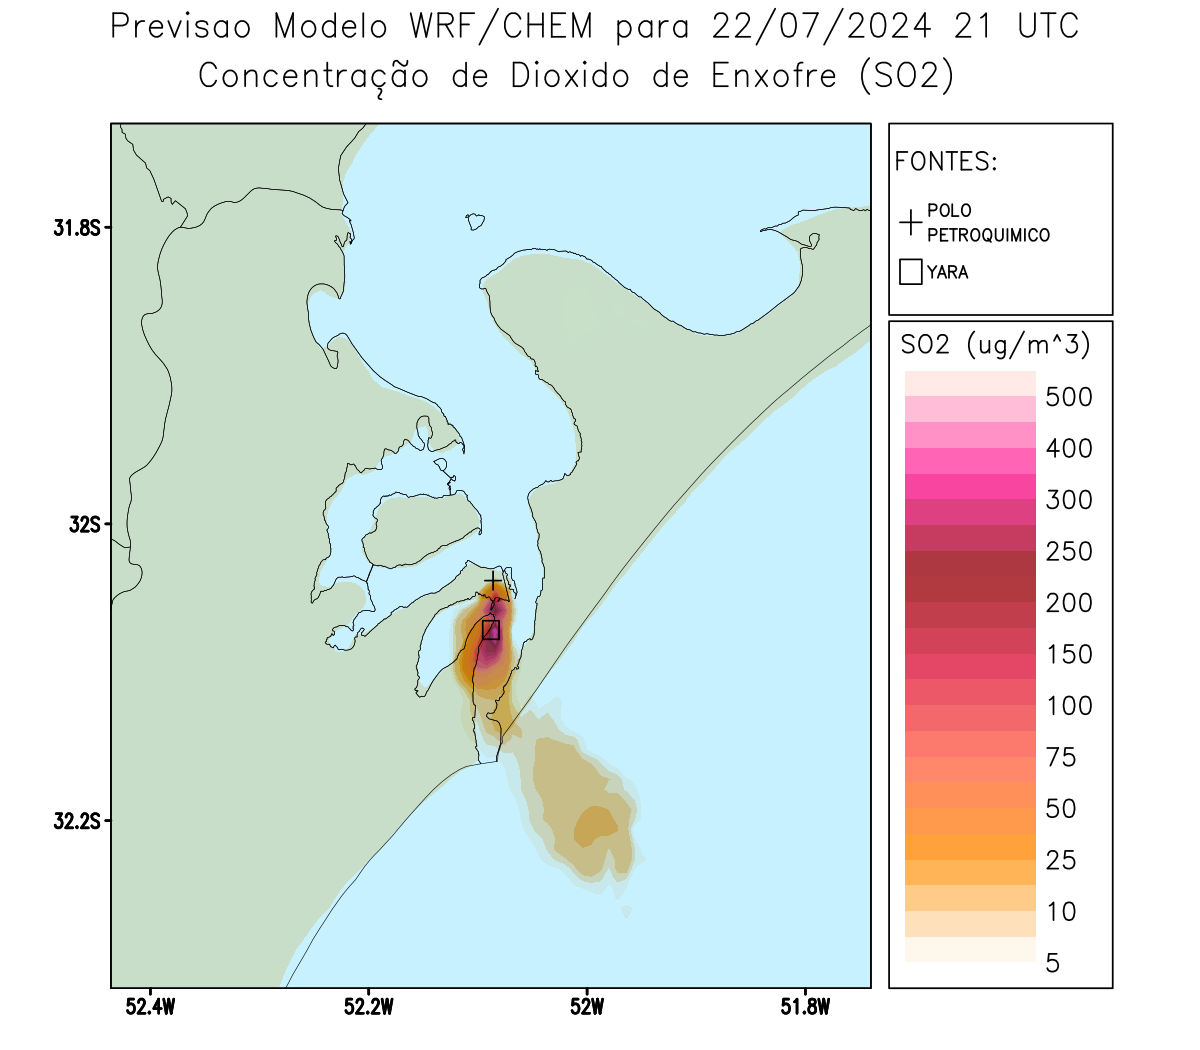 Previsao Modelo WRF/CHEM para 22/07/2024 21 UTC
Concentração de Dioxido de Enxofre (SO2)
FONTES:
POLO
PETROQUIMICO
YARA
31.8S
32S
32.2S
52.4W
52.2W
52W
51.8W
SO2 (ug/m^3)
500
400
300
250
200
150
100
75
50
25
10
5